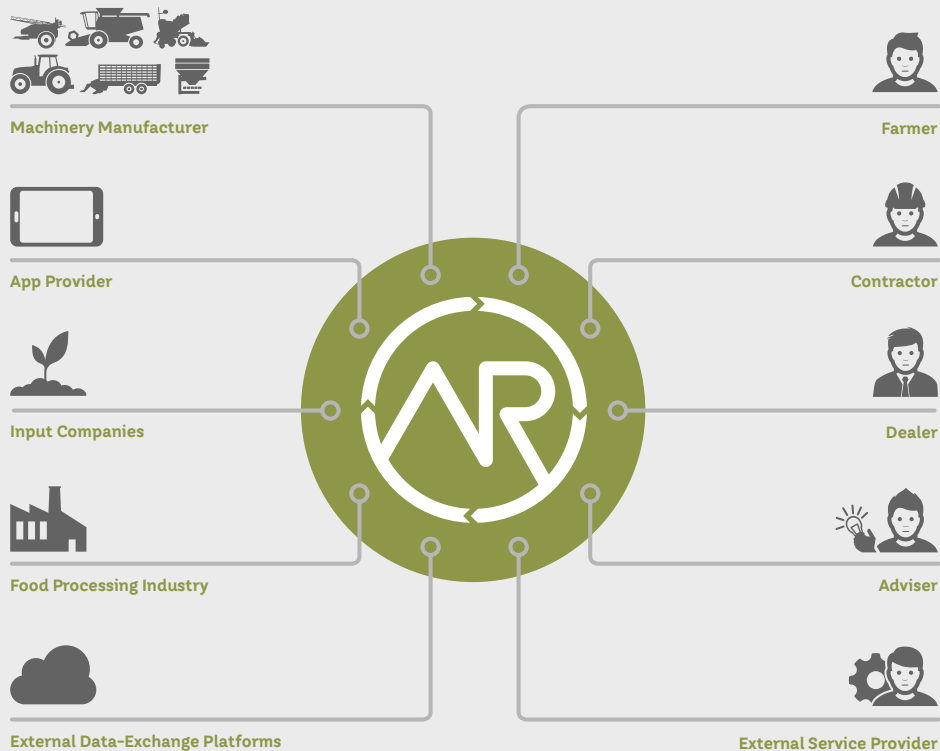 Machinery Manufacturer
Farmer
App Provider
Contractor
AR
Input Companies
Dealer
Food Processing Industry
Adviser
External Data-Exchange Platforms
External Service Provider